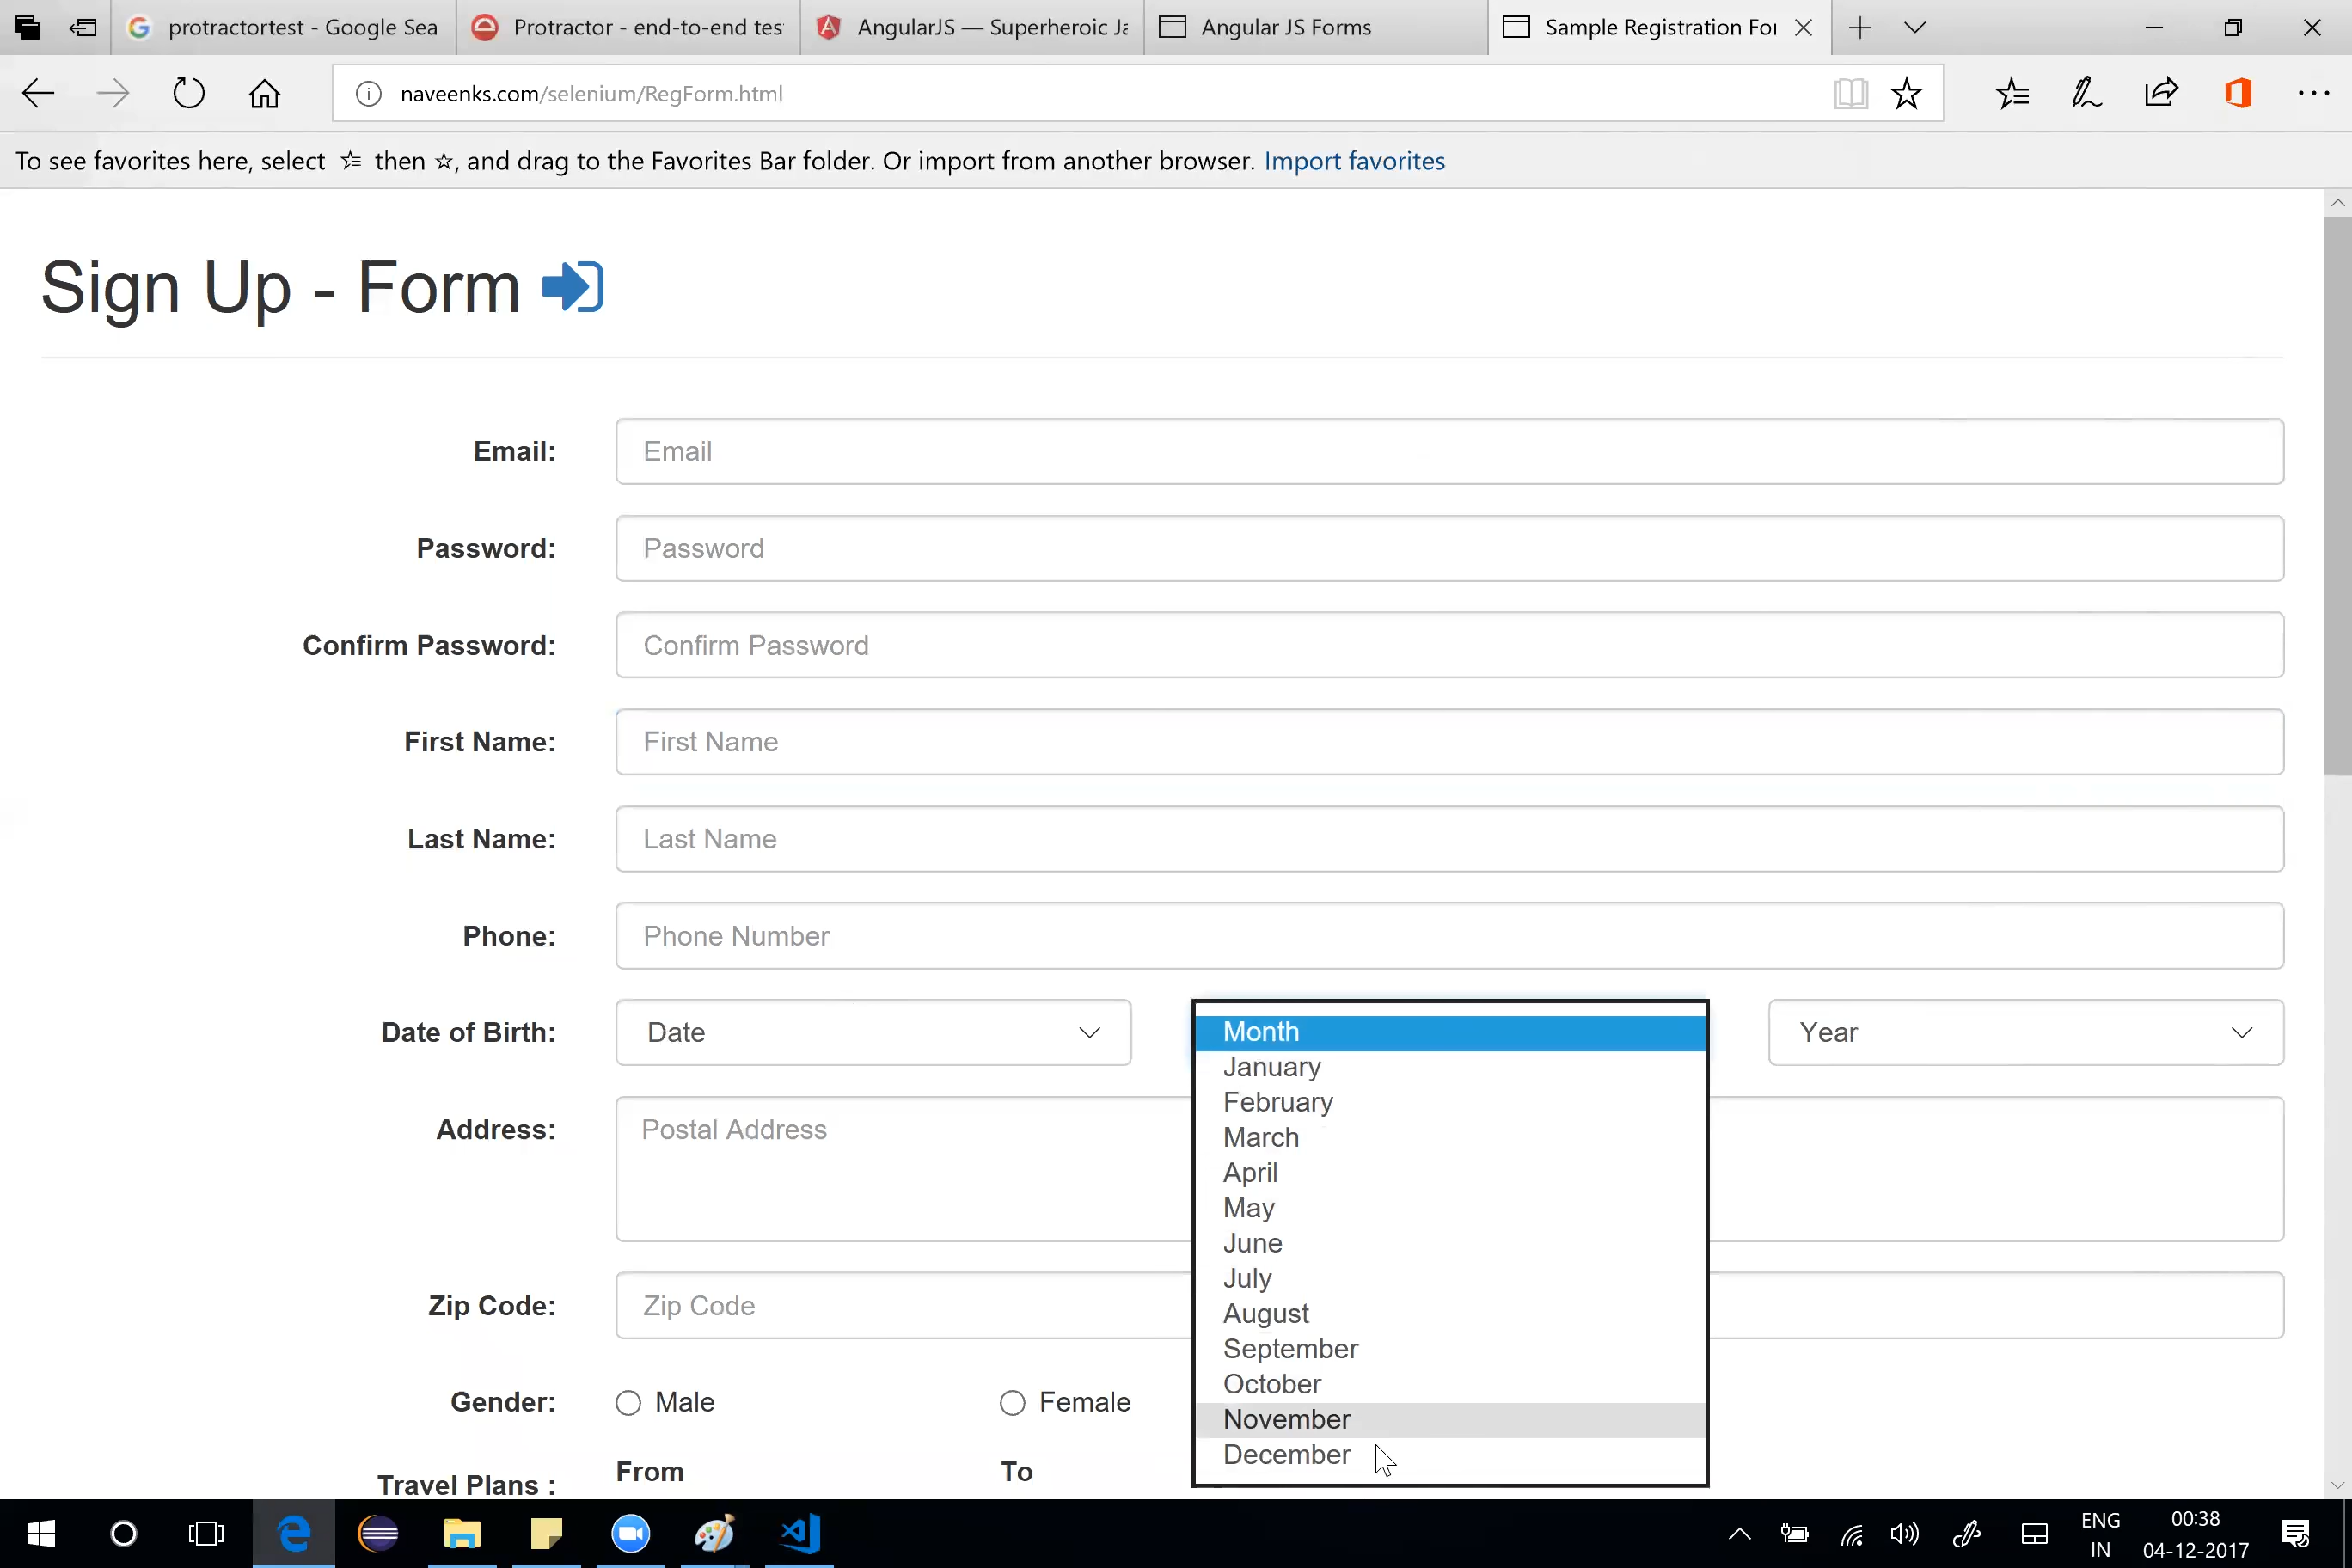 protractortest - Google Sea
Protractor - end-to-end tes
AngularJS — Superheroic Ja
Angular JS Forms
Sample Registration For
naveenks.com/selenium/RegForm.html
To see favorites here, select then ☆, and drag to the Favorites Bar folder. Or import from another browser. Import favorites
Sign Up - Form
Email: Email
Password: Password
Confirm Password: Confirm Password
First Name: First Name
Last Name: Last Name
Phone: Phone Number
Date of Birth: Date Month Year
January
February
March
April
May
June
July
August
September
October
November
December
Address: Postal Address
Zip Code: Zip Code
Gender: Male Female
Travel Plans : From To
ENG
IN
00:38
04-12-2017